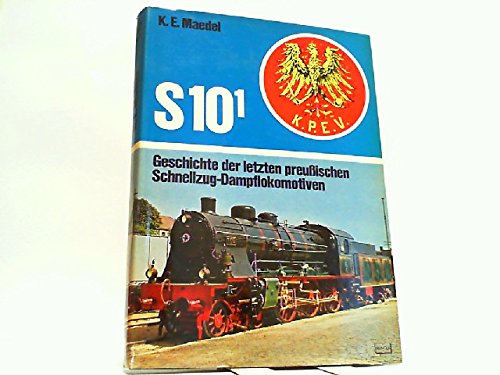 K. E. Maedel
S 10¹
K.P.E.V.
Geschichte der letzten preußischen
Schnellzug-Dampflokomotiven